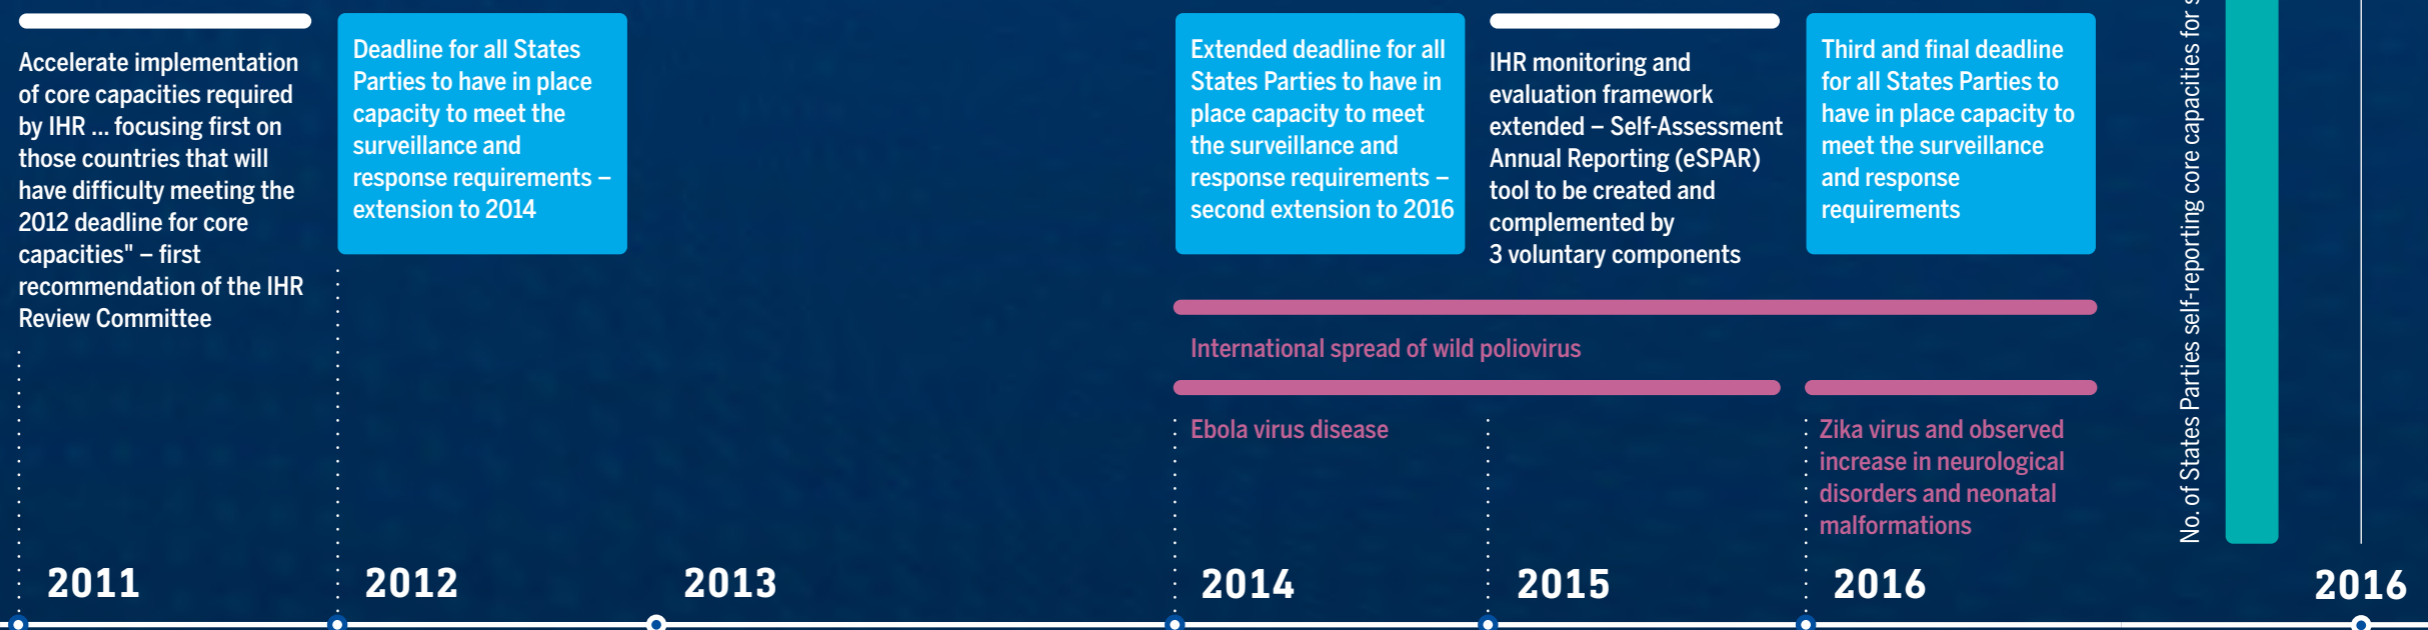 Accelerate implementation
of core capacities required
by IHR ... focusing first on
those countries that will
have difficulty meeting the
2012 deadline for core
capacities" – first
recommendation of the IHR
Review Committee
Deadline for all States
Parties to have in place
capacity to meet the
surveillance and
response requirements –
extension to 2014
Extended deadline for all
States Parties to have in
place capacity to meet
the surveillance and
response requirements –
second extension to 2016
IHR monitoring and
evaluation framework
extended – Self-Assessment
Annual Reporting (eSPAR)
tool to be created and
complemented by
3 voluntary components
Third and final deadline
for all States Parties to
have in place capacity to
meet the surveillance
and response
requirements
International spread of wild poliovirus
Ebola virus disease
Zika virus and observed
increase in neurological
disorders and neonatal
malformations
No. of States Parties self-reporting core capacities for
2011
2012
2013
2014
2015
2016
2016